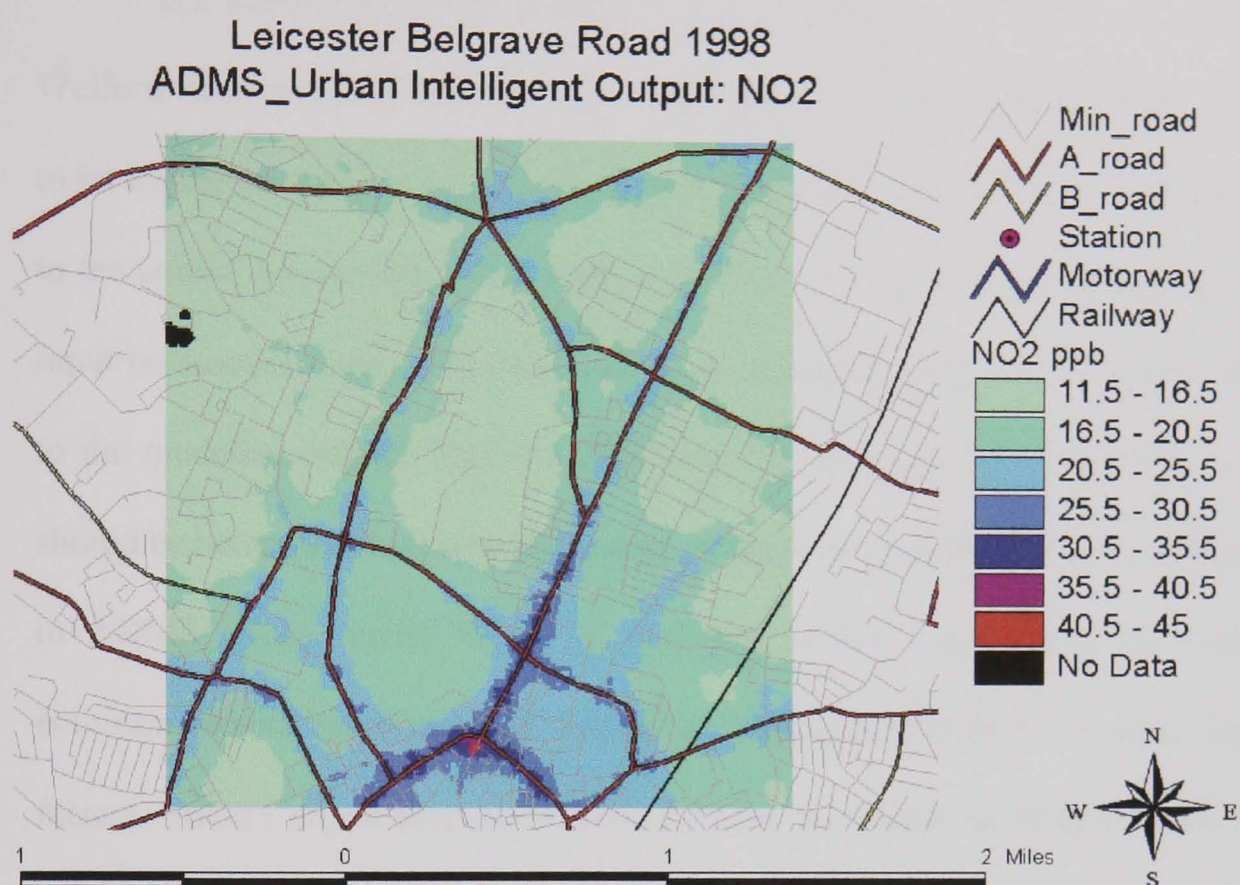 Leicester Belgrave Road 1998
ADMS_Urban Intelligent Output: NO2
Min_road
A_road
B_road
Station
Motorway
Railway
NO2 ppb
11.5 - 16.5
16.5 - 20.5
20.5 - 25.5
25.5 - 30.5
30.5 - 35.5
35.5 - 40.5
40.5 - 45
No Data
N
W E
S
1 0 1 2 Miles